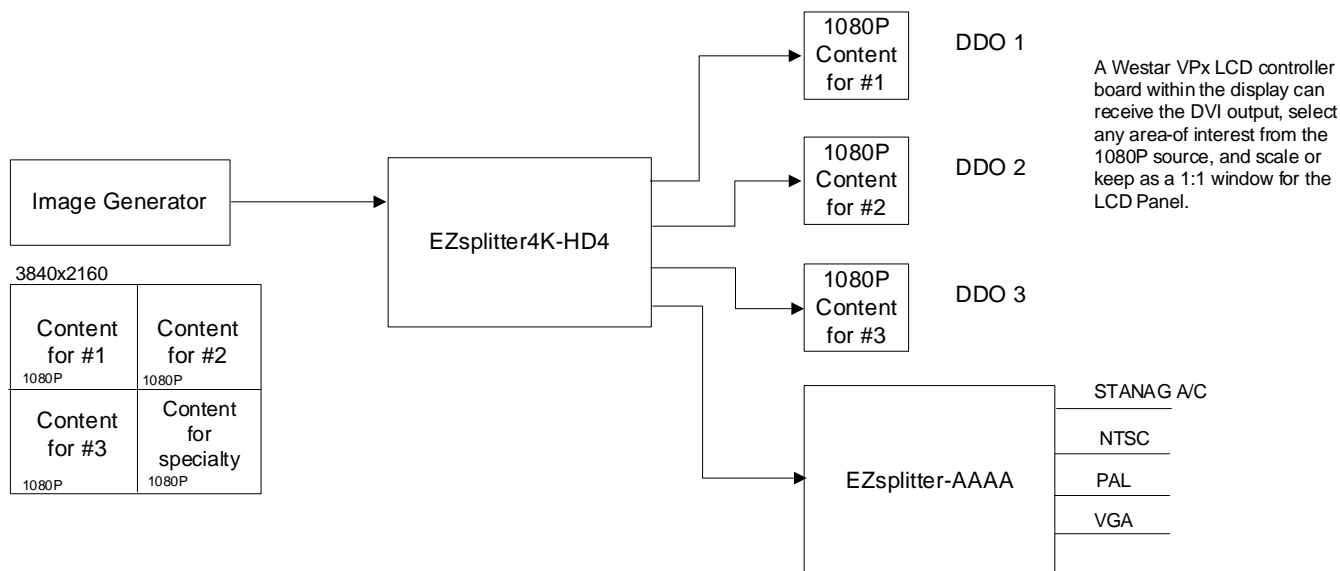 Image Generator
3840x2160
Content
for #1
1080P
Content
for #2
1080P
Content
for #3
1080P
Content
for
specialty
1080P
EZsplitter4K-HD4
1080P
Content
for #1
DDO 1
1080P
Content
for #2
DDO 2
1080P
Content
for #3
DDO 3
A Westar VPx LCD controller
board within the display can
receive the DVI output, select
any area-of interest from the
1080P source, and scale or
keep as a 1:1 window for the
LCD Panel.
EZsplitter-AAAA
STANAG A/C
NTSC
PAL
VGA